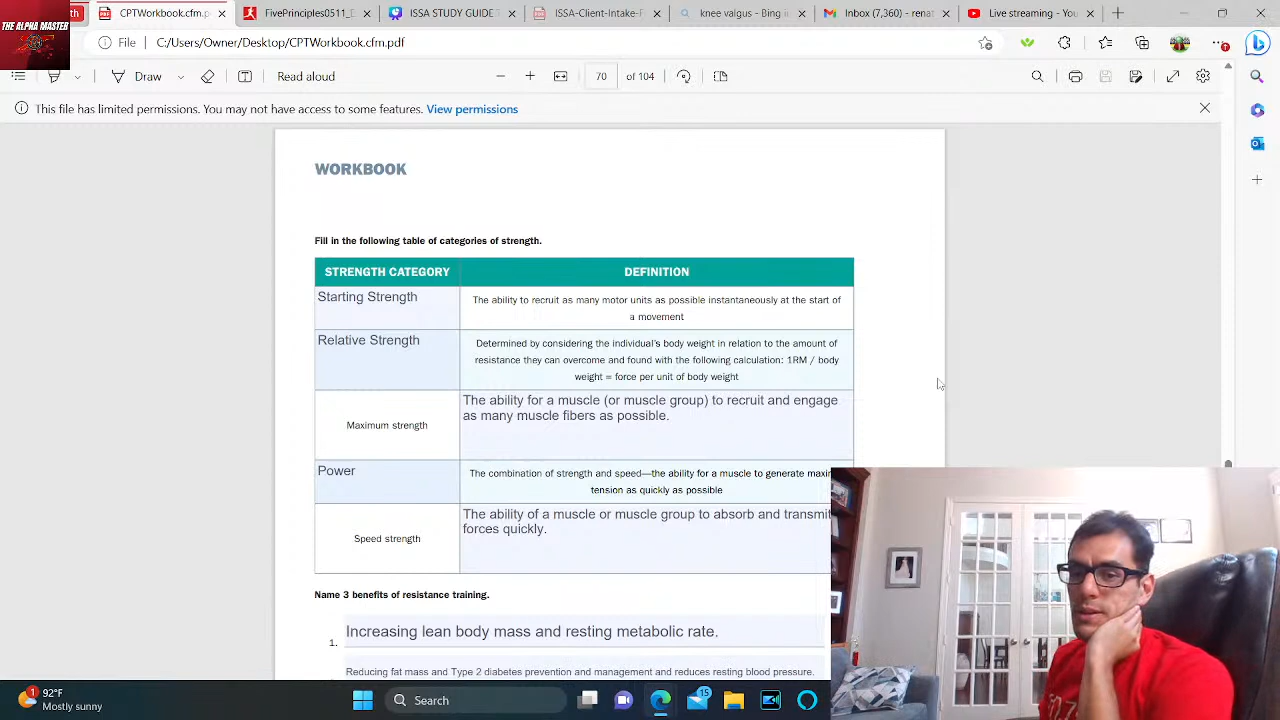 THE ALPHA MASTER
CPTWorkbook.cfm.pdf
FivePrinciples0511_
ISSA STUDY GUIDE
ISSA-Client-Intake-F
knee valgus - Bing
Inbox (7,360) - rena
Live streaming - You
File C:/Users/Owner/Desktop/CPTWorkbook.cfm.pdf
Draw
Read aloud
70 of 104
This file has limited permissions. You may not have access to some features. View permissions
WORKBOOK
Fill in the following table of categories of strength.
STRENGTH CATEGORY DEFINITION
Starting Strength
The ability to recruit as many motor units as possible instantaneously at the start of
a movement
Relative Strength
Determined by considering the individual's body weight in relation to the amount of
resistance they can overcome and found with the following calculation: 1RM / body
weight = force per unit of body weight
Maximum strength
The ability for a muscle (or muscle group) to recruit and engage
as many muscle fibers as possible.
Power
The combination of strength and speed—the ability for a muscle to generate maxi
tension as quickly as possible
Speed strength
The ability of a muscle or muscle group to absorb and transmit
forces quickly.
Name 3 benefits of resistance training.
1. Increasing lean body mass and resting metabolic rate.
Reducing fat mass and Type 2 diabetes prevention and management and reduces resting blood pressure.
1
92°F
Mostly sunny
Search
15